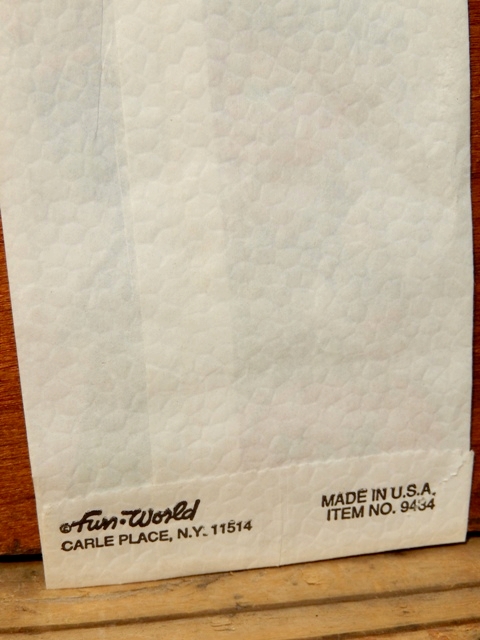 ©Fun-World
CARLE PLACE, N.Y. 11514
MADE IN U.S.A.
ITEM NO. 9434